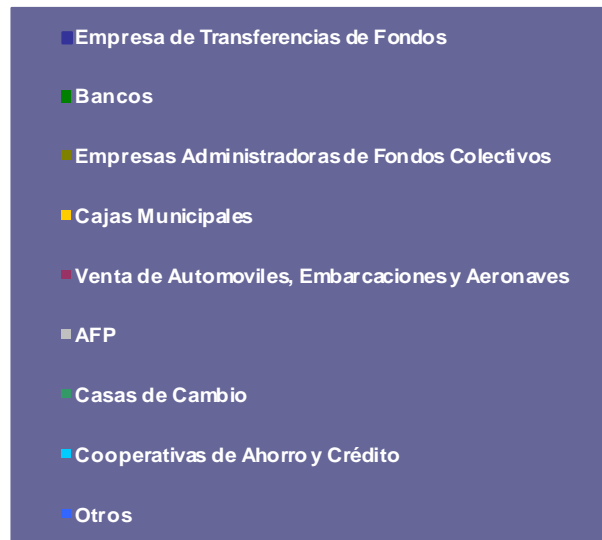 Empresa de Transferencias de Fondos
Bancos
Empresas Administradoras de Fondos Colectivos
Cajas Municipales
Venta de Automoviles, Embarcaciones y Aeronaves
AFP
Casas de Cambio
Cooperativas de Ahorro y Crédito
Otros